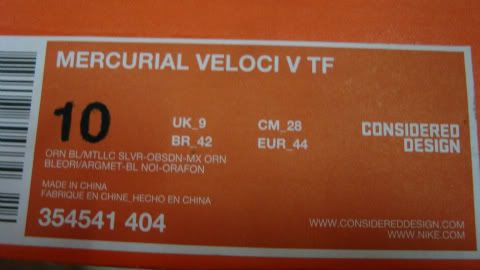 MERCURIAL VELOCI V TF
10
UK_9 CM_28
BR_42 EUR_44
CONSIDERED
DESIGN
ORN BL/MTLLC SLVR-OBSDN-MX ORN
BLEORI/ARGMET-BL NOI-ORAFON
MADE IN CHINA
FABRIQUE EN CHINE_HECHO EN CHINA
354541 404
WWW.CONSIDEREDDESIGN.COM
WWW.NIKE.COM